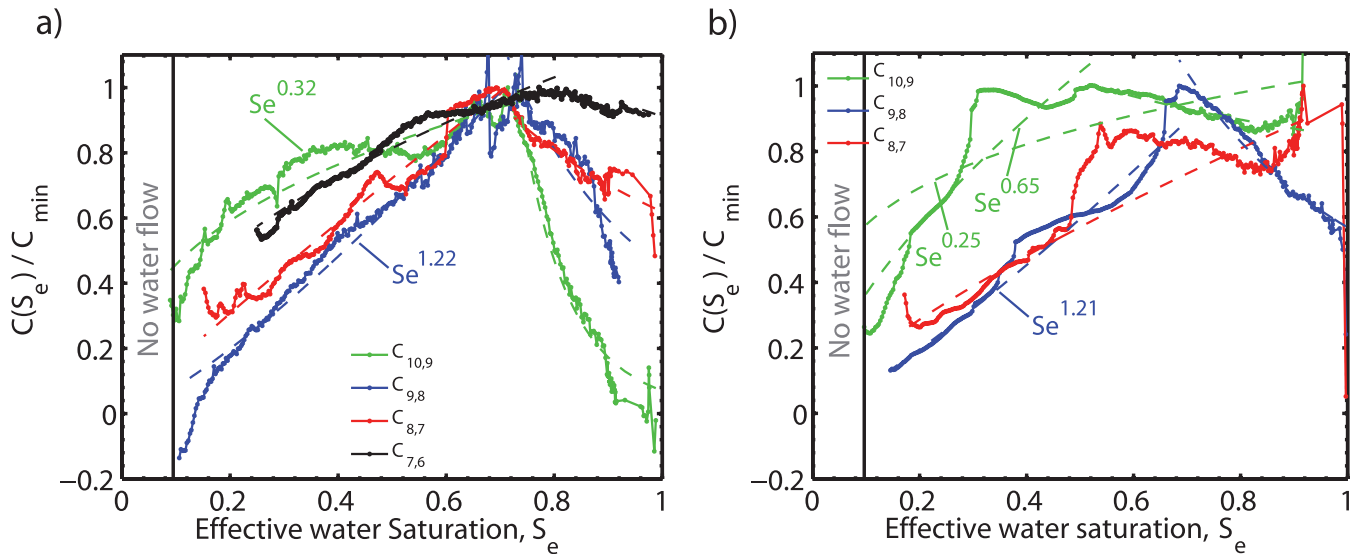 a)
C(Se) / Cmin
1
0.8
0.6
0.4
0.2
0
−0.2
No water flow
Se0.32
Se1.22
C10,9
C9,8
C8,7
C7,6
0 0.2 0.4 0.6 0.8 1
Effective water Saturation, Se
b)
C(Se) / Cmin
1
0.8
0.6
0.4
0.2
0
−0.2
No water flow
C10,9
C9,8
C8,7
Se0.65
Se0.25
Se1.21
0 0.2 0.4 0.6 0.8 1
Effective water saturation, Se